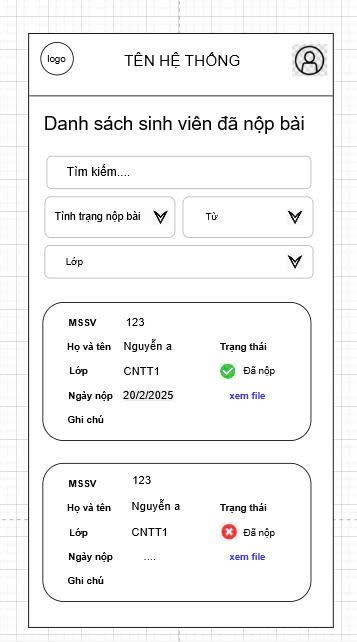 logo
TÊN HỆ THỐNG
Danh sách sinh viên đã nộp bài
Tìm kiếm....
Tình trạng nộp bài
Từ
Lớp
MSSV 123
Họ và tên Nguyễn a Trạng thái
Lớp CNTT1 Đã nộp
Ngày nộp 20/2/2025 xem file
Ghi chú
MSSV 123
Họ và tên Nguyễn a Trạng thái
Lớp CNTT1 Đã nộp
Ngày nộp .... xem file
Ghi chú